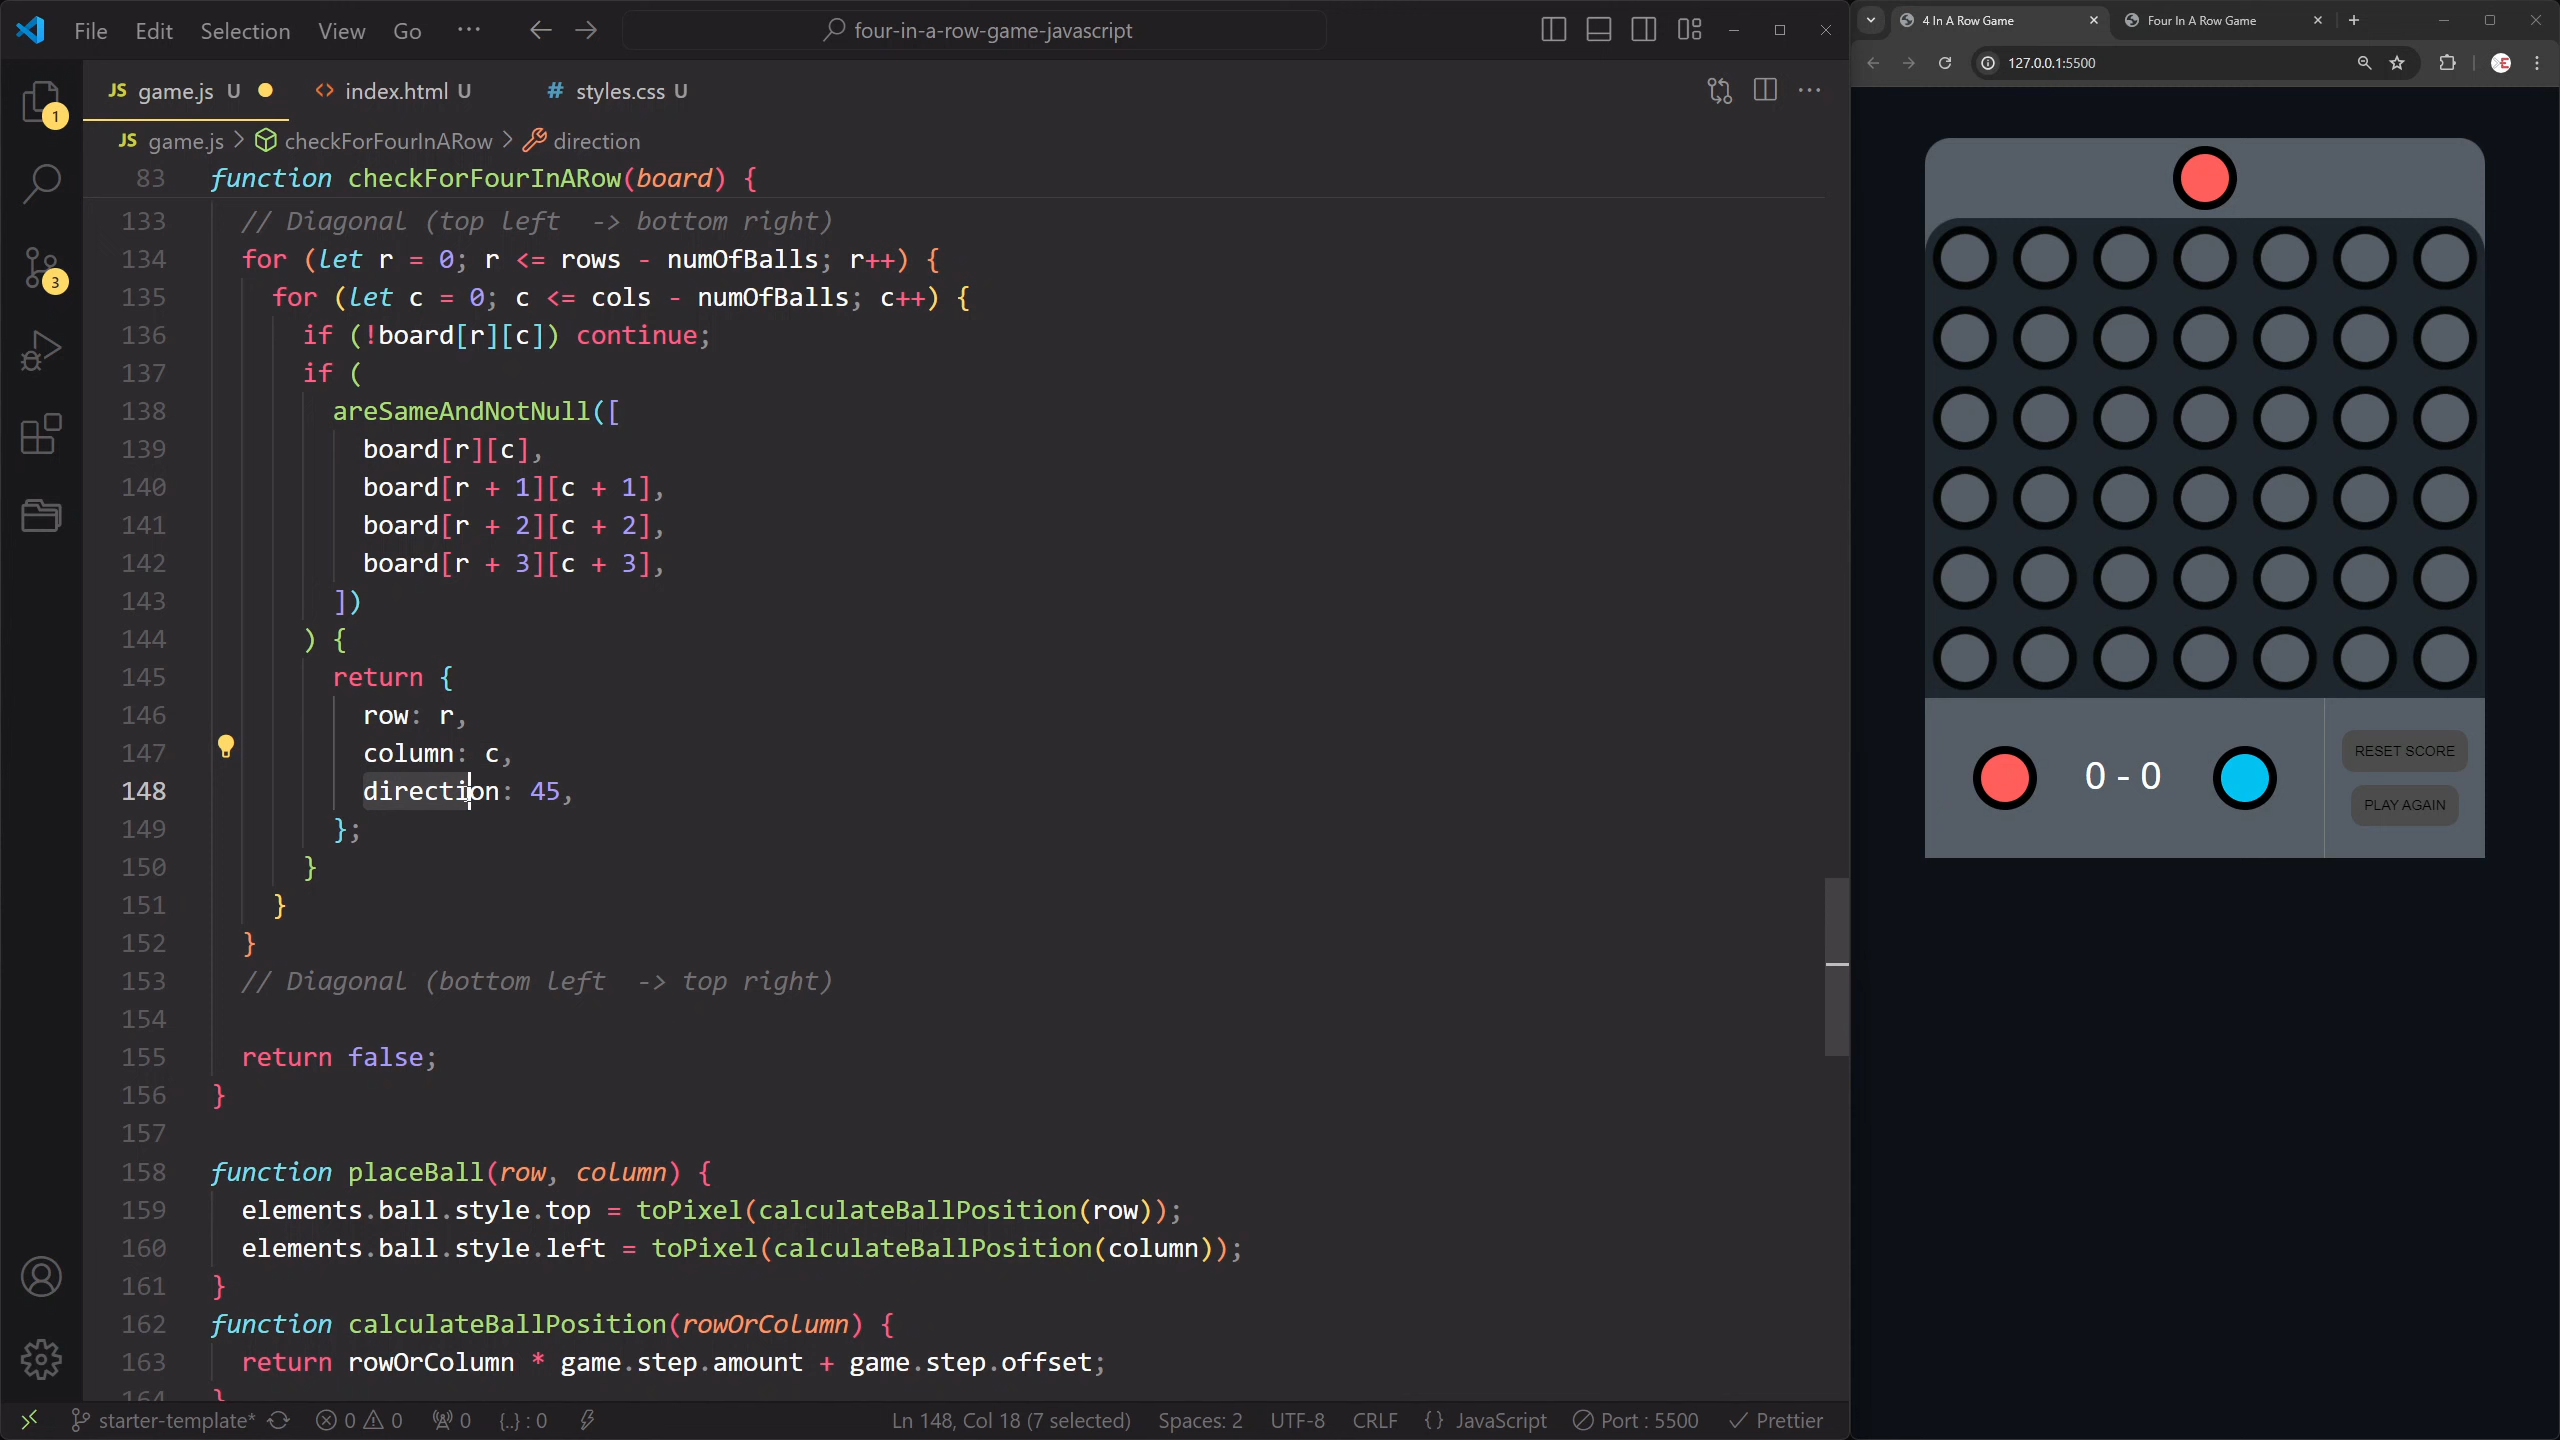 File Edit Selection View Go ···
four-in-a-row-game-javascript
JS game.js U
<> index.html U
# styles.css U
JS game.js > checkForFourInARow > direction
83 function checkForFourInARow(board) {
133 // Diagonal (top left  -> bottom right)
134 for (let r = 0; r <= rows - numOfBalls; r++) {
135 for (let c = 0; c <= cols - numOfBalls; c++) {
136 if (!board[r][c]) continue;
137 if (
138 areSameAndNotNull([
139 board[r][c],
140 board[r + 1][c + 1],
141 board[r + 2][c + 2],
142 board[r + 3][c + 3],
143 ])
144 ) {
145 return {
146 row: r,
147 column: c,
148 direction: 45,
149 };
150 }
151 }
152 }
153 // Diagonal (bottom left  -> top right)
154
155 return false;
156 }
157
158 function placeBall(row, column) {
159 elements.ball.style.top = toPixel(calculateBallPosition(row));
160 elements.ball.style.left = toPixel(calculateBallPosition(column));
161 }
162 function calculateBallPosition(rowOrColumn) {
163 return rowOrColumn * game.step.amount + game.step.offset;
164 }
1
3
starter-template* 0 0 0 {..} : 0
Ln 148, Col 18 (7 selected) Spaces: 2 UTF-8 CRLF {} JavaScript Port : 5500 Prettier
4 In A Row Game
Four In A Row Game
127.0.0.1:5500
0 - 0
RESET SCORE
PLAY AGAIN